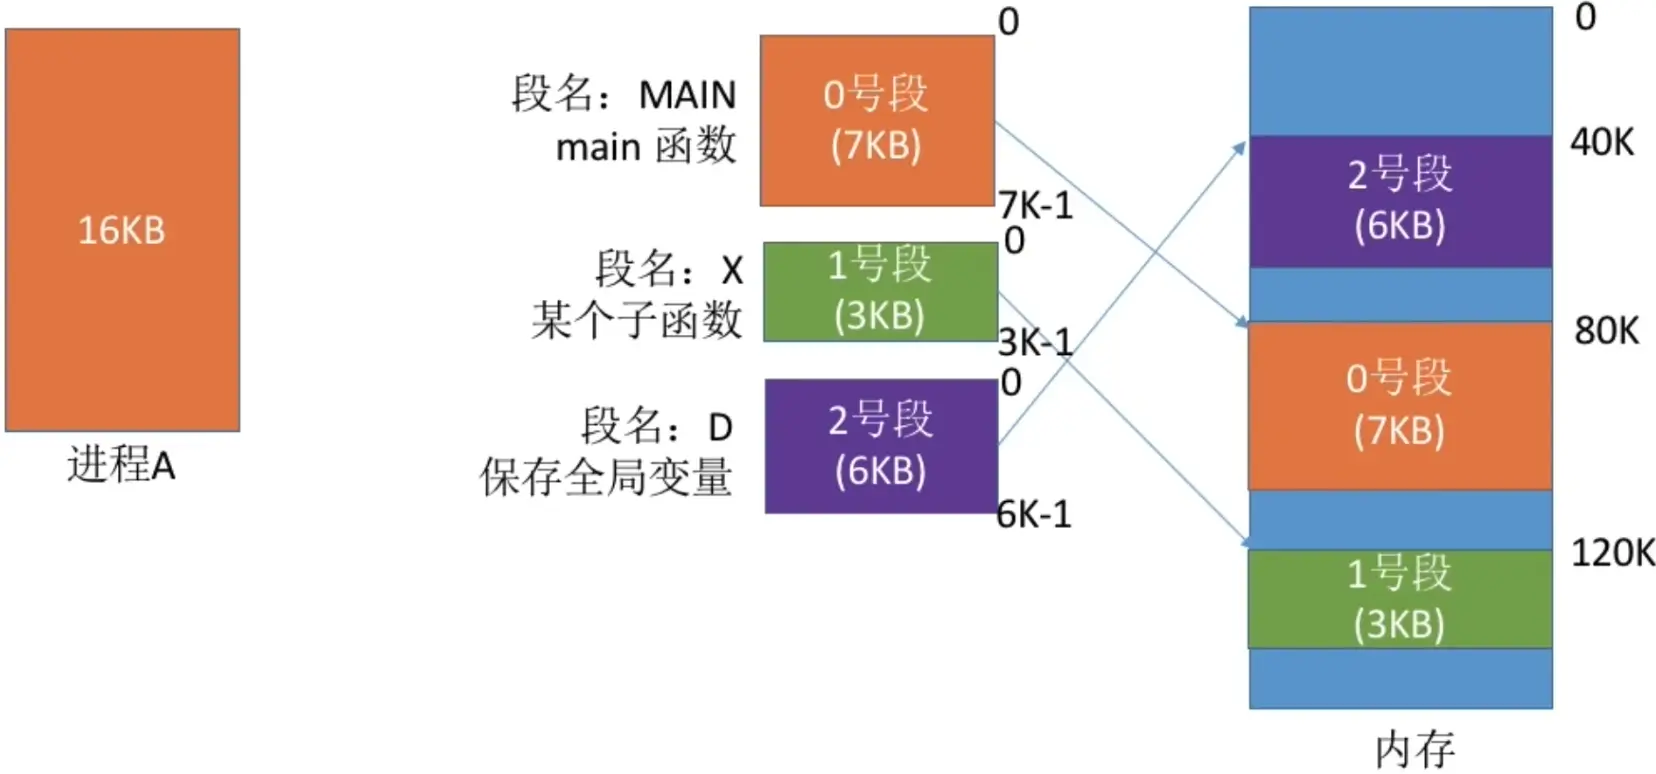 16KB
进程A
段名：MAIN
main 函数
0号段
(7KB)
0
7K-1
段名：X
某个子函数
1号段
(3KB)
0
3K-1
段名：D
保存全局变量
2号段
(6KB)
0
6K-1
0
40K
2号段
(6KB)
80K
0号段
(7KB)
120K
1号段
(3KB)
内存